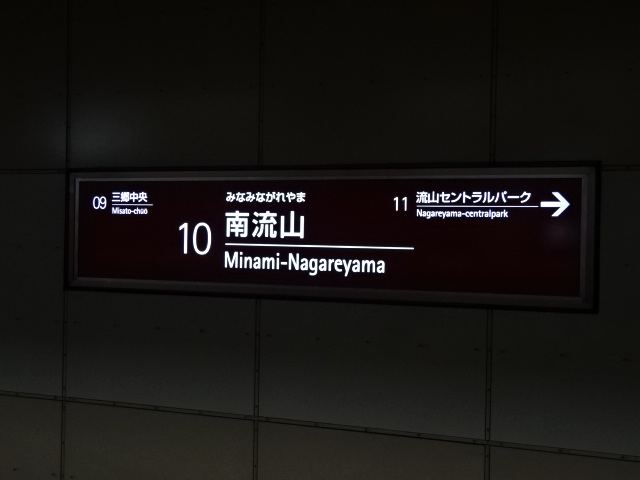 09 三郷中央
Misato-chuo
みなみながれやま
10 南流山
Minami-Nagareyama
11 流山セントラルパーク
Nagareyama-centralpark